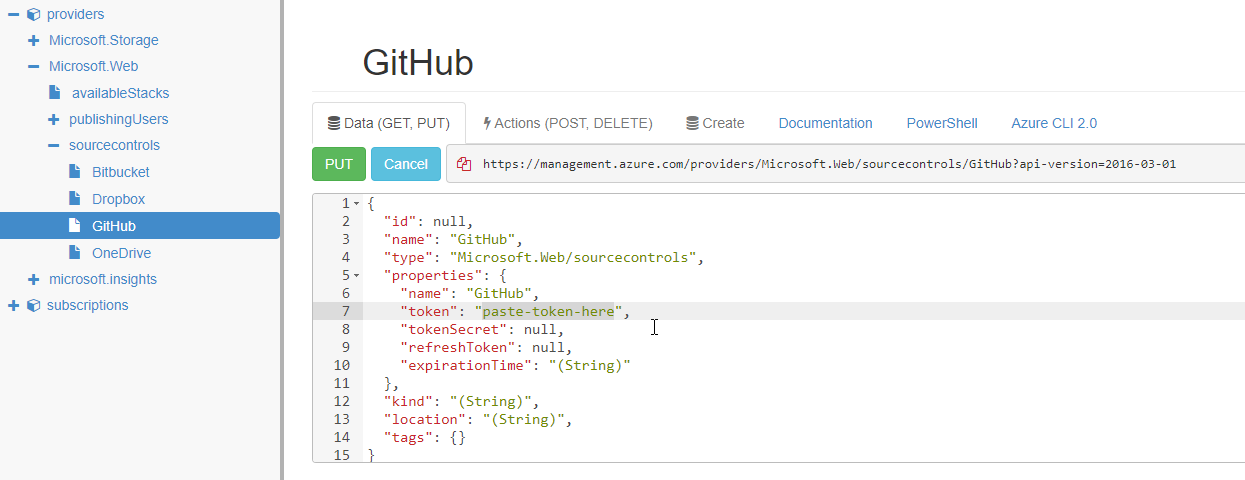 providers
Microsoft.Storage
Microsoft.Web
availableStacks
publishingUsers
sourcecontrols
Bitbucket
Dropbox
GitHub
OneDrive
microsoft.insights
subscriptions
GitHub
Data (GET, PUT) Actions (POST, DELETE) Create Documentation PowerShell Azure CLI 2.0
PUT Cancel https://management.azure.com/providers/Microsoft.Web/sourcecontrols/GitHub?api-version=2016-03-01
1 {
2 "id": null,
3 "name": "GitHub",
4 "type": "Microsoft.Web/sourcecontrols",
5 "properties": {
6 "name": "GitHub",
7 "token": "paste-token-here",
8 "tokenSecret": null,
9 "refreshToken": null,
10 "expirationTime": "(String)"
11 },
12 "kind": "(String)",
13 "location": "(String)",
14 "tags": {}
15 }